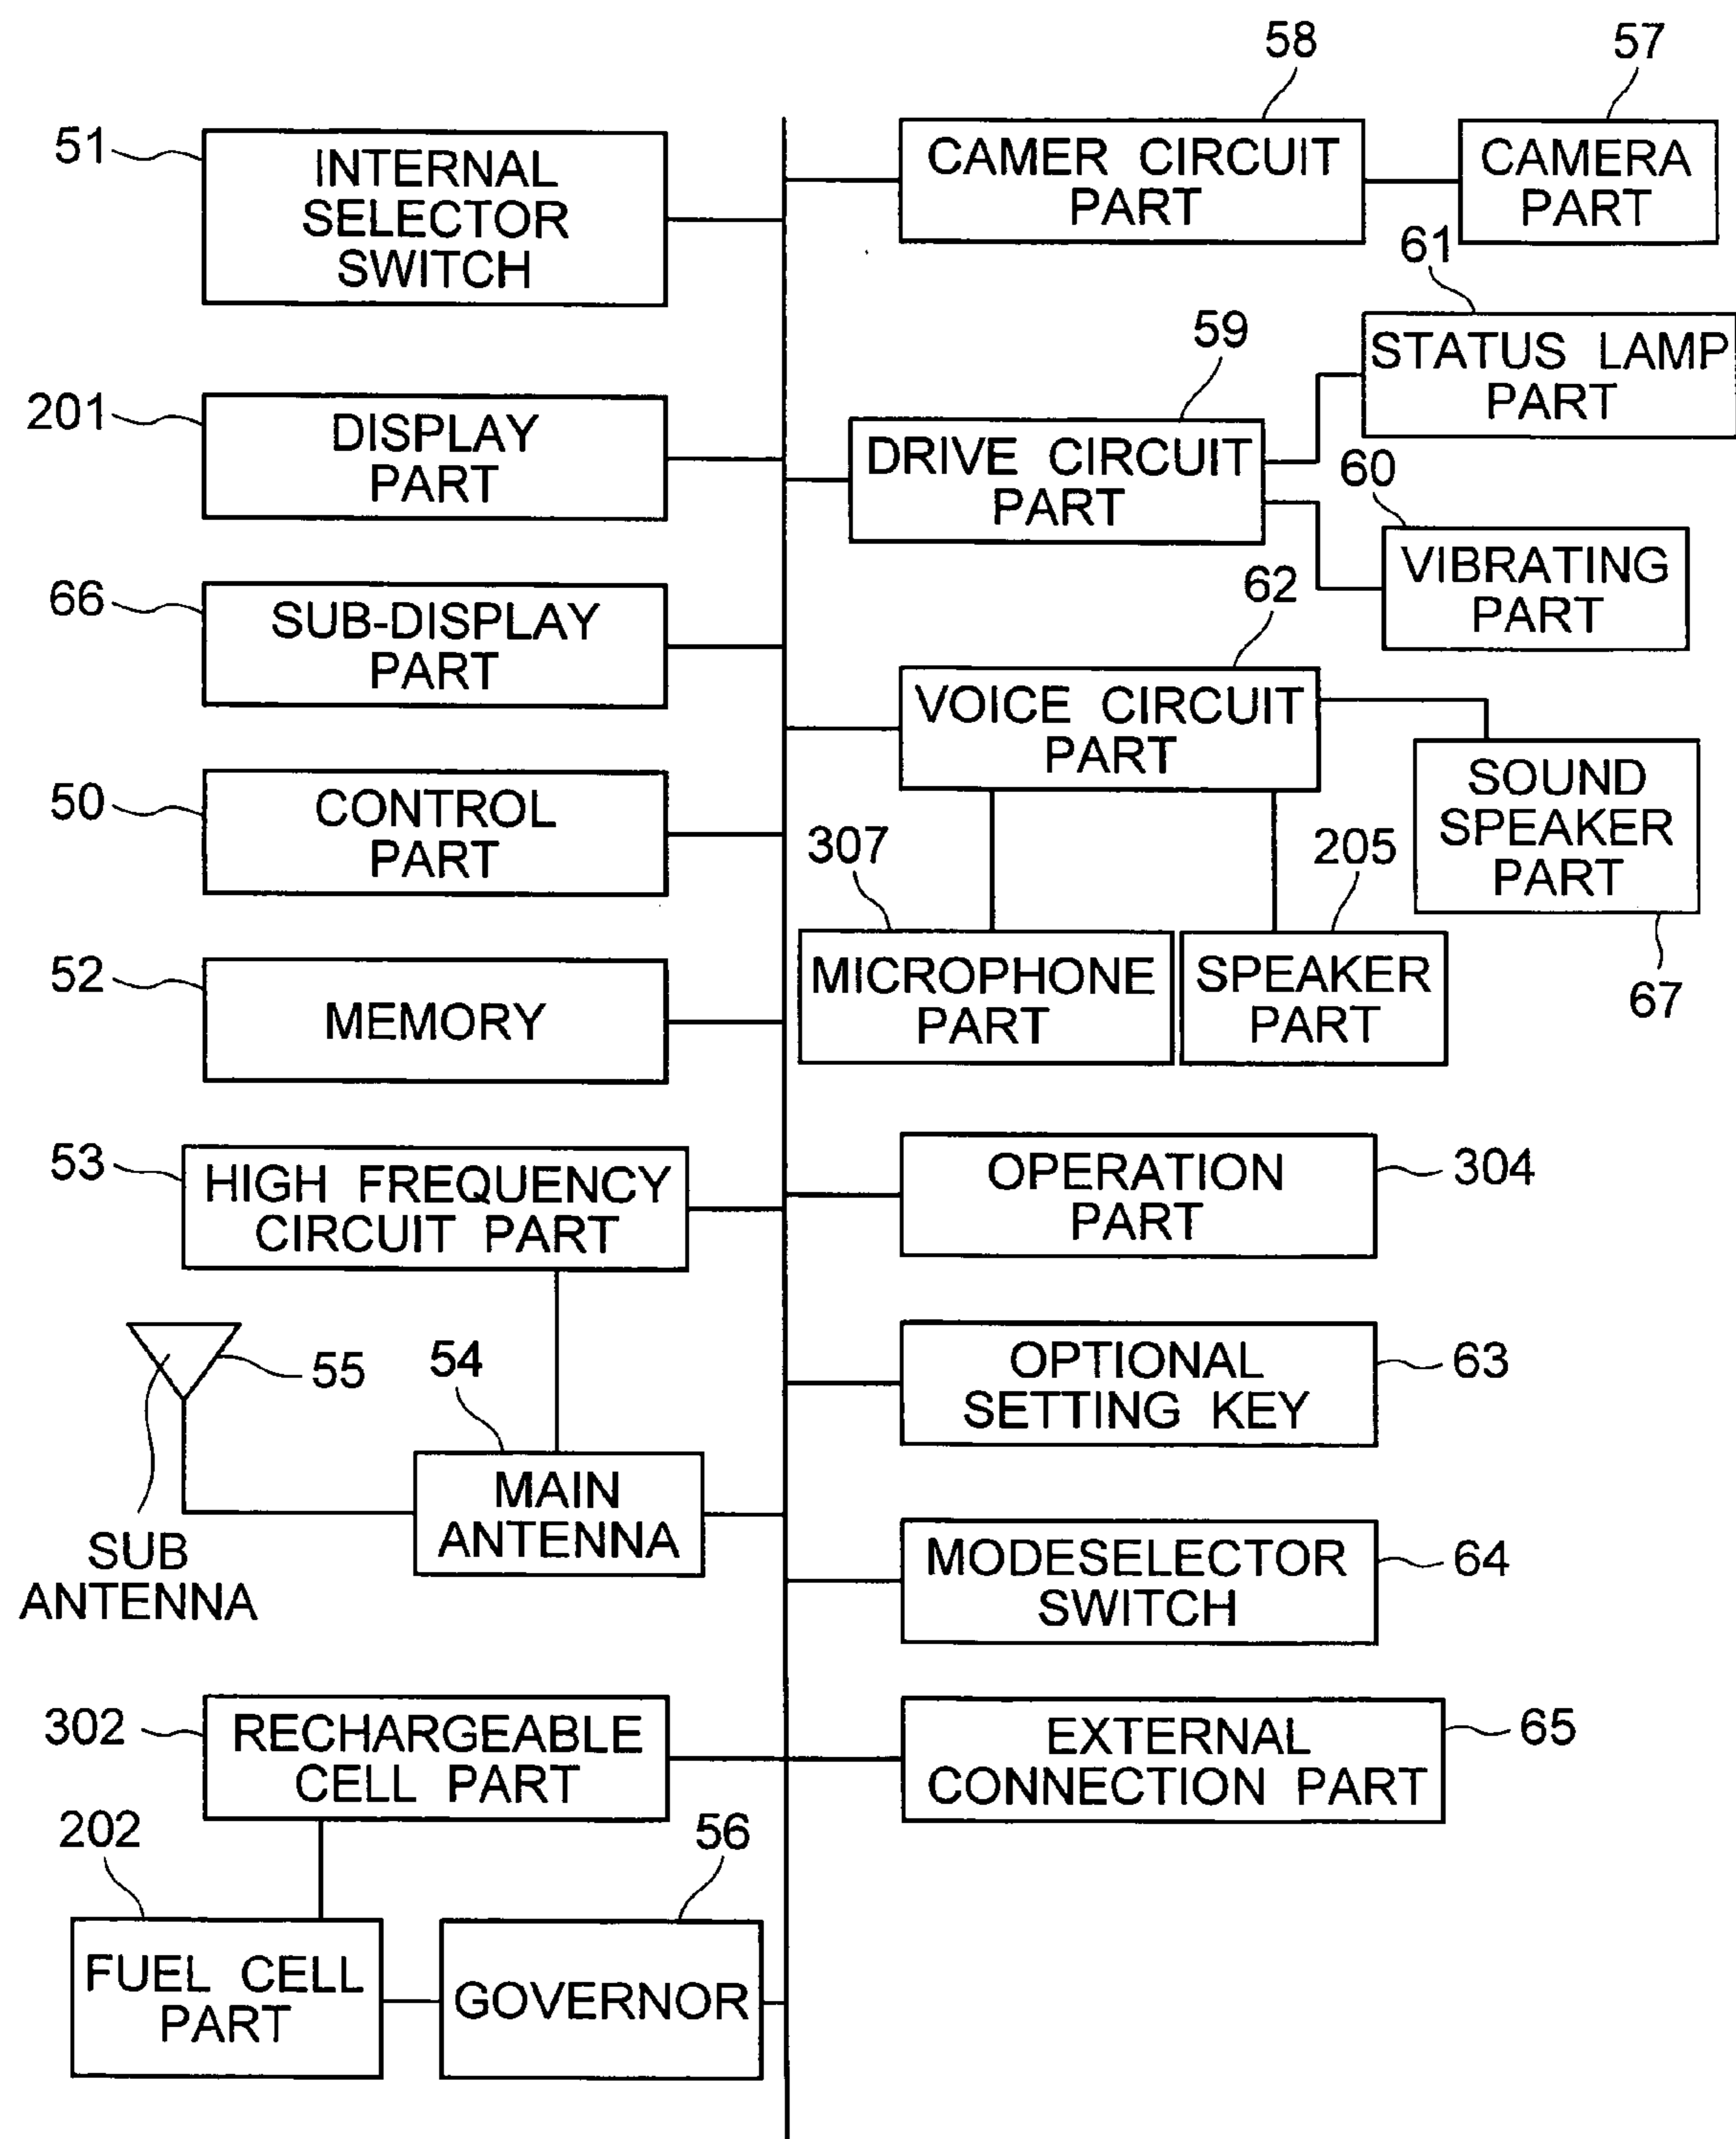 58
57
51
INTERNAL
SELECTOR
SWITCH
CAMER CIRCUIT
PART
CAMERA
PART
61
STATUS LAMP
PART
59
201
DISPLAY
PART
DRIVE CIRCUIT
PART
60
VIBRATING
PART
66
SUB-DISPLAY
PART
62
VOICE CIRCUIT
PART
SOUND
SPEAKER
PART
67
50
CONTROL
PART
307
205
MICROPHONE
PART
SPEAKER
PART
52
MEMORY
53
HIGH FREQUENCY
CIRCUIT PART
OPERATION
PART
304
55
54
OPTIONAL
SETTING KEY
63
MAIN
ANTENNA
SUB
ANTENNA
MODESELECTOR
SWITCH
64
302
RECHARGEABLE
CELL PART
EXTERNAL
CONNECTION PART
65
202
56
FUEL CELL
PART
GOVERNOR